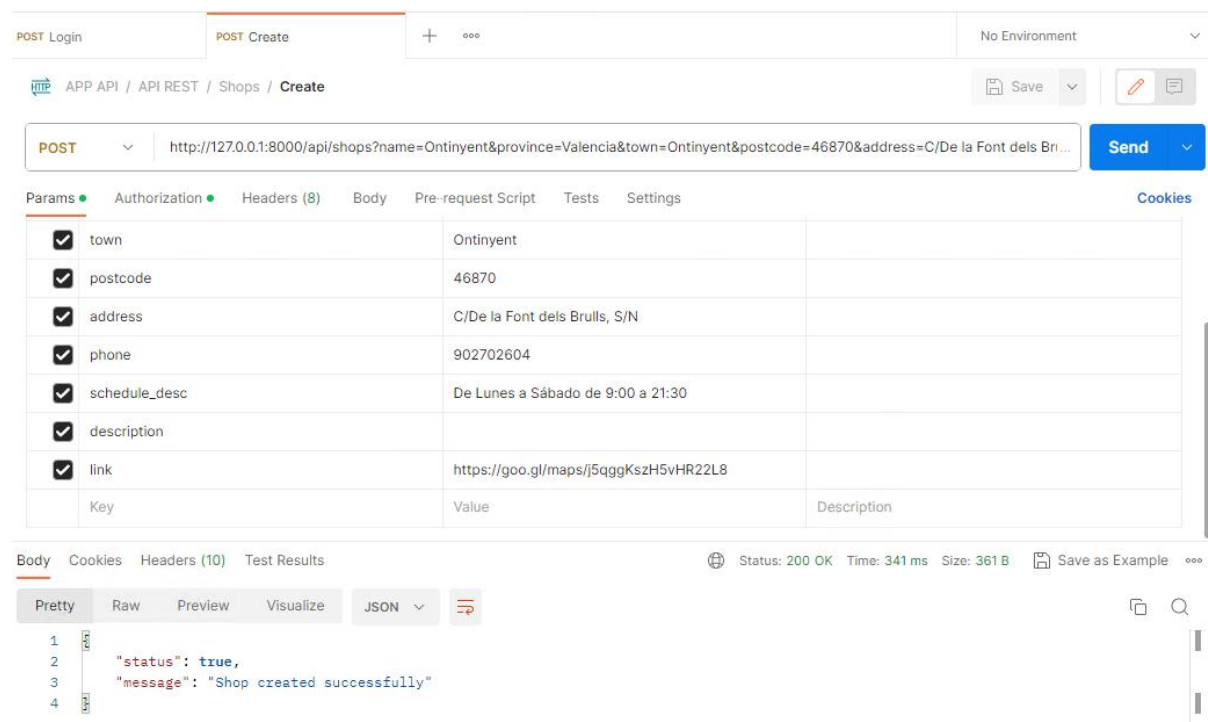 POST Login POST Create No Environment
HTTP APP API / API REST / Shops / Create Save
POST http://127.0.0.1:8000/api/shops?name=Ontinyent&province=Valencia&town=Ontinyent&postcode=46870&address=C/De la Font dels Bru...
Send
Params Authorization Headers (8) Body Pre-request Script Tests Settings Cookies
town Ontinyent
postcode 46870
address C/De la Font dels Brulls, S/N
phone 902702604
schedule_desc De Lunes a Sábado de 9:00 a 21:30
description
link https://goo.gl/maps/j5qggKszH5vHR22L8
Key Value Description
Body Cookies Headers (10) Test Results Status: 200 OK Time: 341 ms Size: 361 B Save as Example
Pretty Raw Preview Visualize JSON
1 {
2 "status": true,
3 "message": "Shop created successfully"
4 }